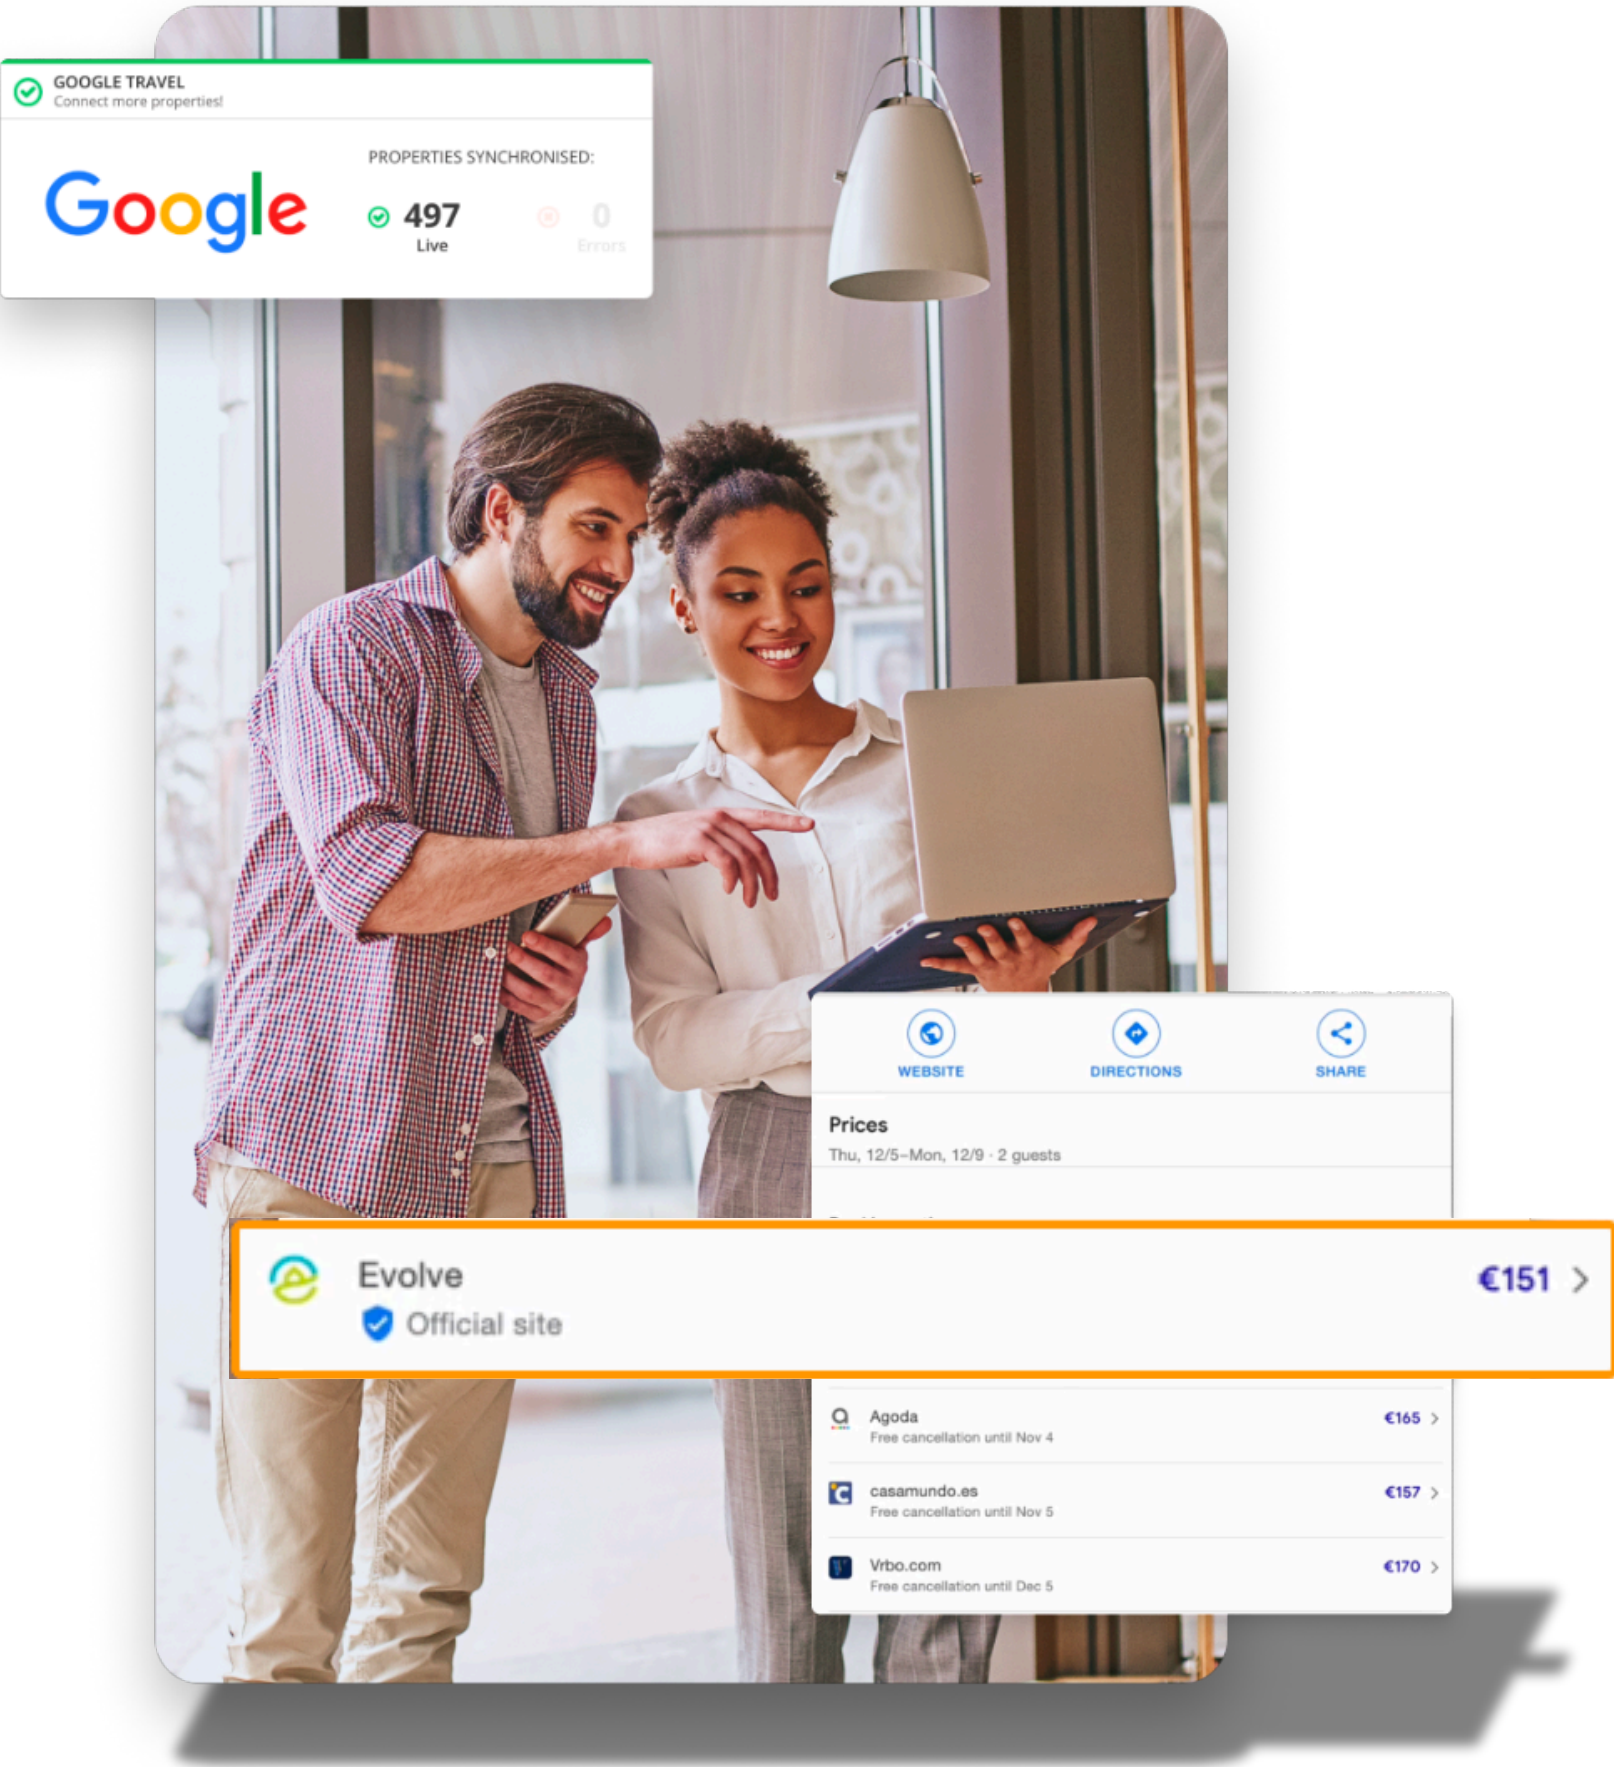 GOOGLE TRAVEL
Connect more properties!
Google
PROPERTIES SYNCHRONISED:
497
Live
0
Errors
WEBSITE
DIRECTIONS
SHARE
Prices
Thu, 12/5–Mon, 12/9 · 2 guests
Evolve
€151
Official site
Agoda
€165
Free cancellation until Nov 4
casamundo.es
€157
Free cancellation until Nov 5
Vrbo.com
€170
Free cancellation until Dec 5